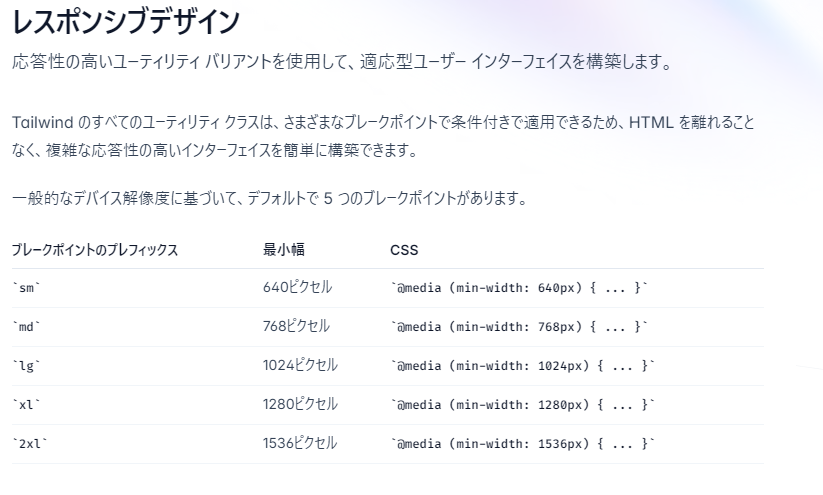 レスポンシブデザイン
応答性の高いユーティリティ バリアントを使用して、適応型ユーザー インターフェイスを構築します。
Tailwind のすべてのユーティリティ クラスは、さまざまなブレークポイントで条件付きで適用できるため、HTML を離れること
なく、複雑な応答性の高いインターフェイスを簡単に構築できます。
一般的なデバイス解像度に基づいて、デフォルトで 5 つのブレークポイントがあります。
ブレークポイントのプレフィックス 最小幅 CSS
`sm` 640ピクセル `@media (min-width: 640px) { ... }`
`md` 768ピクセル `@media (min-width: 768px) { ... }`
`lg` 1024ピクセル `@media (min-width: 1024px) { ... }`
`xl` 1280ピクセル `@media (min-width: 1280px) { ... }`
`2xl` 1536ピクセル `@media (min-width: 1536px) { ... }`